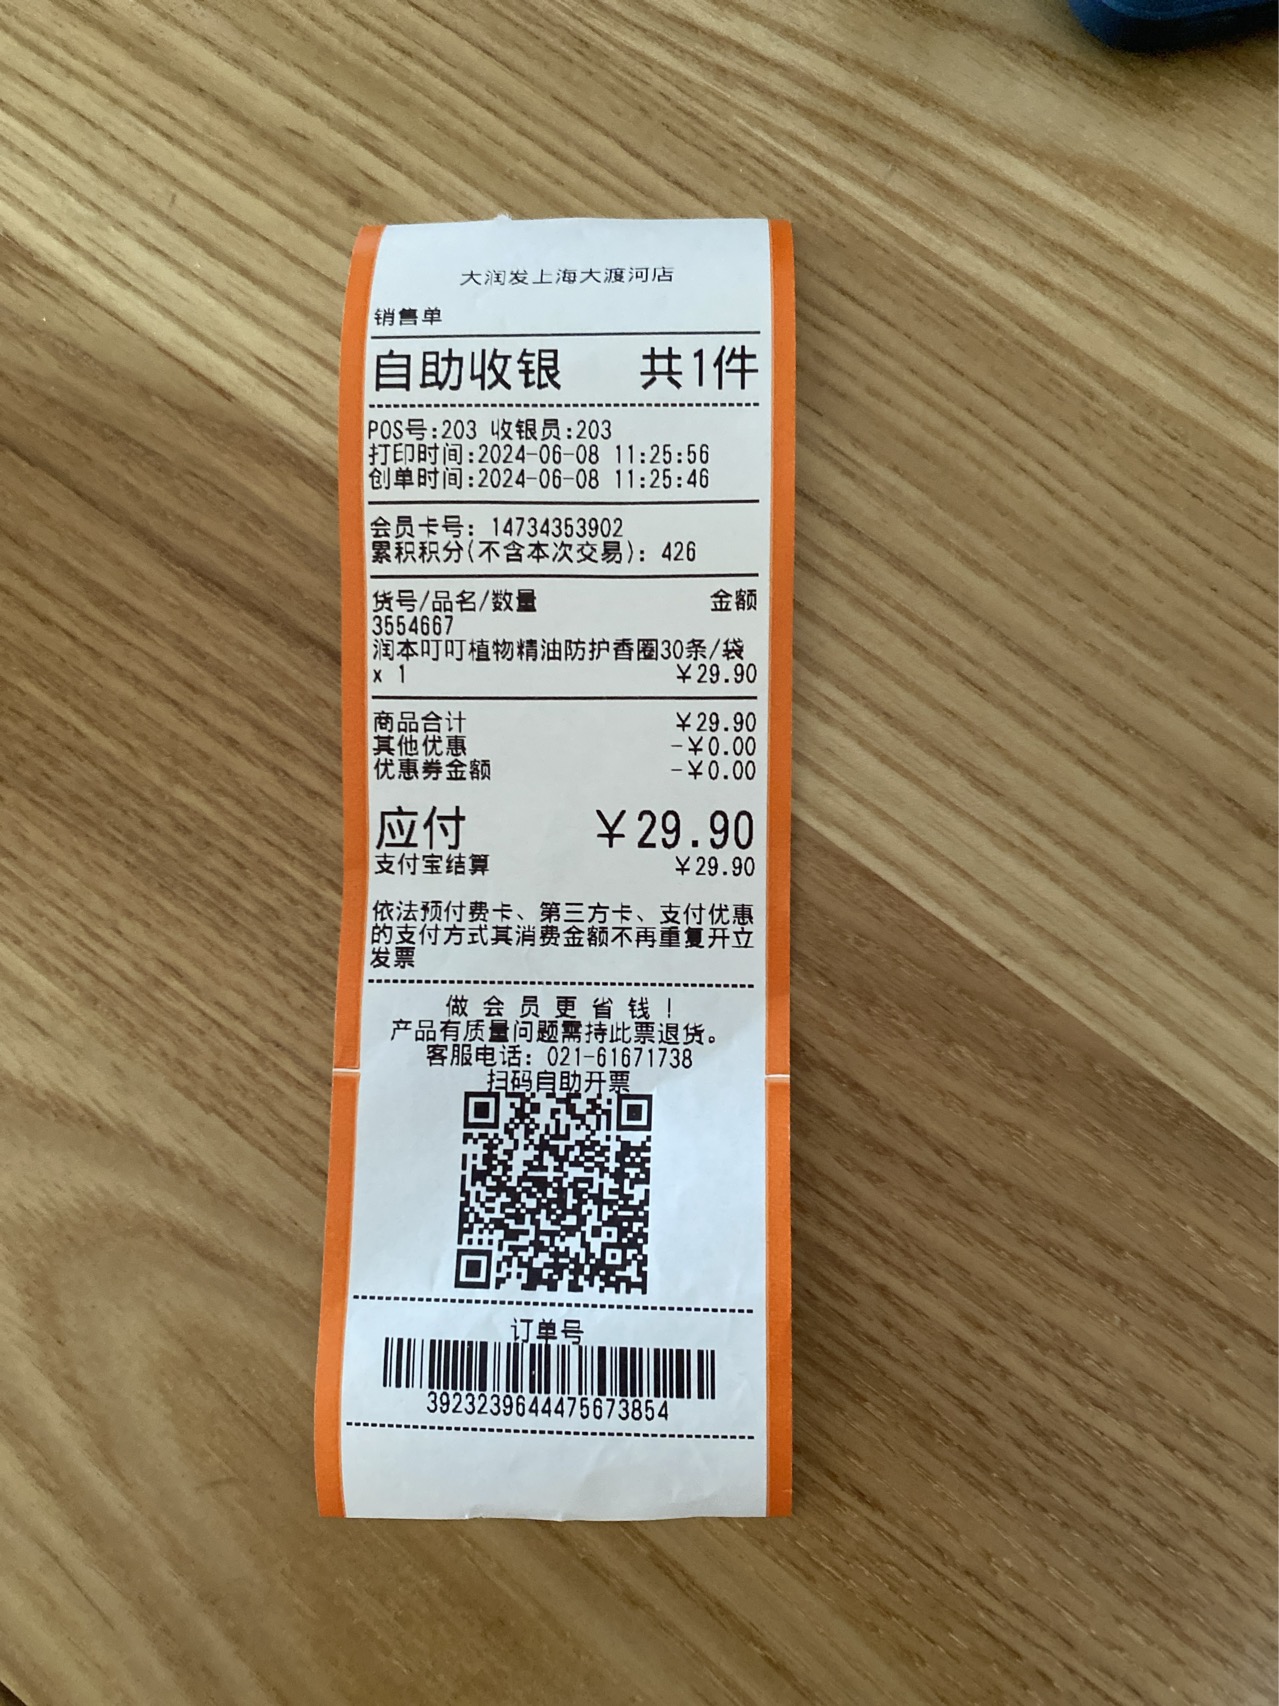 大润发上海大渡河店
销售单
自助收银 共1件
POS号:203 收银员:203
打印时间:2024-06-08 11:25:56
创单时间:2024-06-08 11:25:46
会员卡号: 14734353902
累积积分(不含本次交易): 426
货号/品名/数量 金额
3554667
润本叮叮植物精油防护香圈30条/袋
x 1 ￥29.90
商品合计 ￥29.90
其他优惠 -￥0.00
优惠券金额 -￥0.00
应付 ￥29.90
支付宝结算 ￥29.90
依法预付费卡、第三方卡、支付优惠
的支付方式其消费金额不再重复开立
发票
做会员更省钱!
产品有质量问题需持此票退货。
客服电话: 021-61671738
扫码自助开票
订单号
3923239644475673854